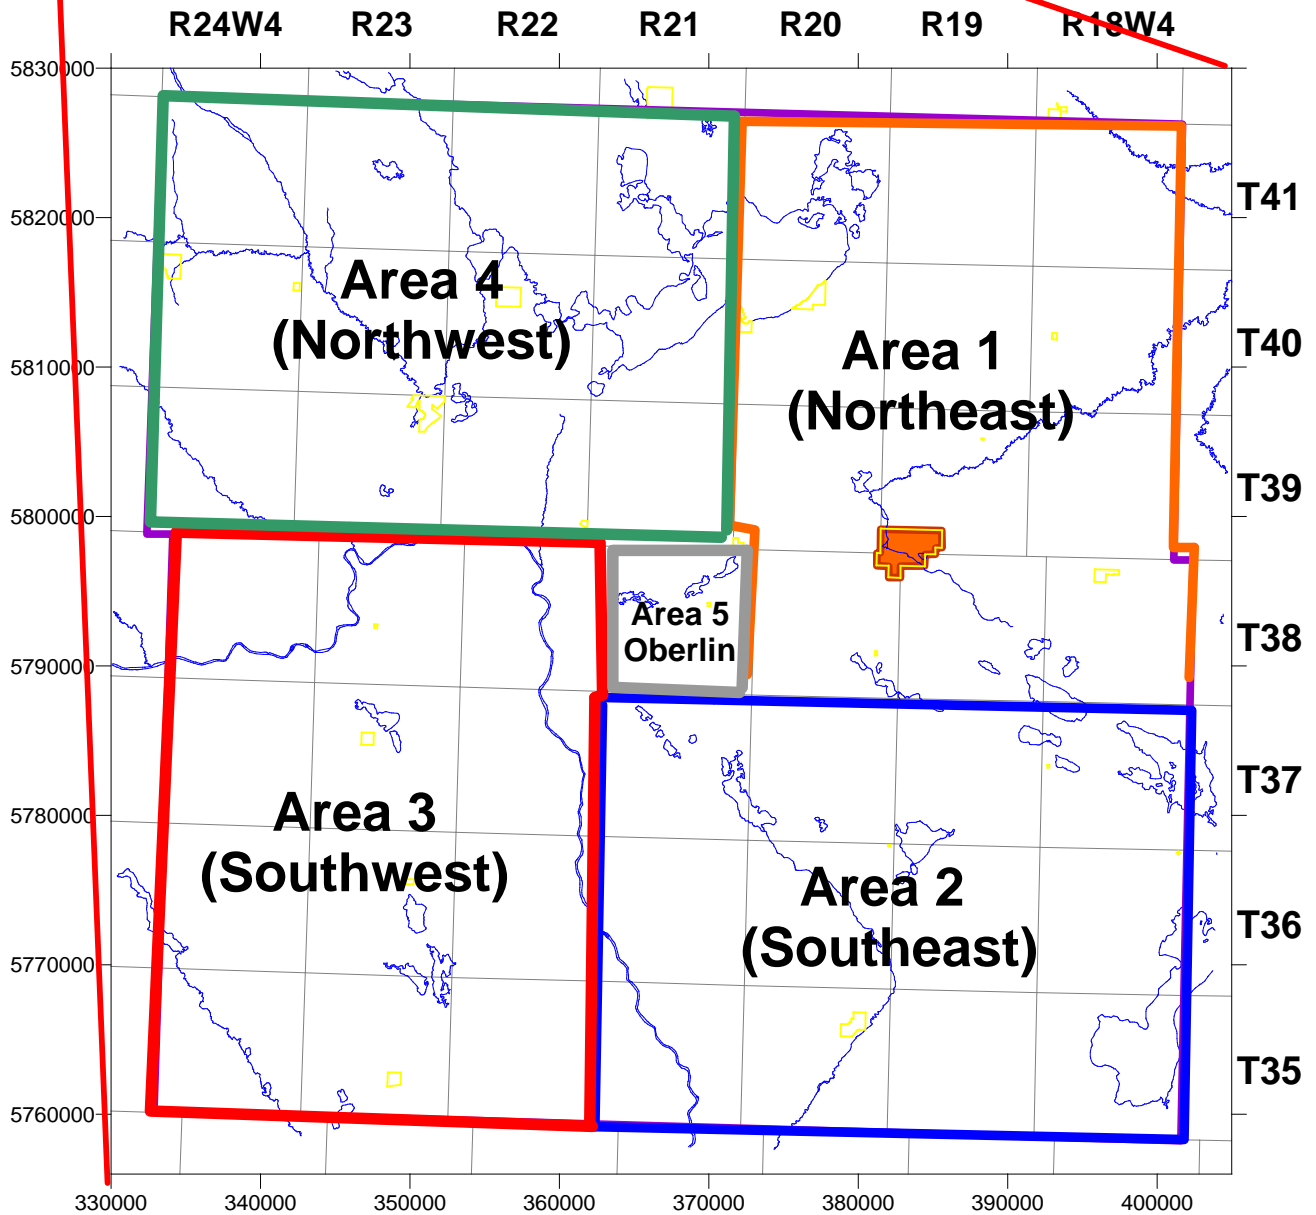 R24W4 R23 R22 R21 R20 R19 R18W4
5830000
T41
5820000
Area 4
(Northwest)
Area 1
(Northeast)
T40
5810000
T39
5800000
Area 5
Oberlin
T38
5790000
T37
5780000
Area 3
(Southwest)
Area 2
(Southeast)
T36
5770000
T35
5760000
330000 340000 350000 360000 370000 380000 390000 400000